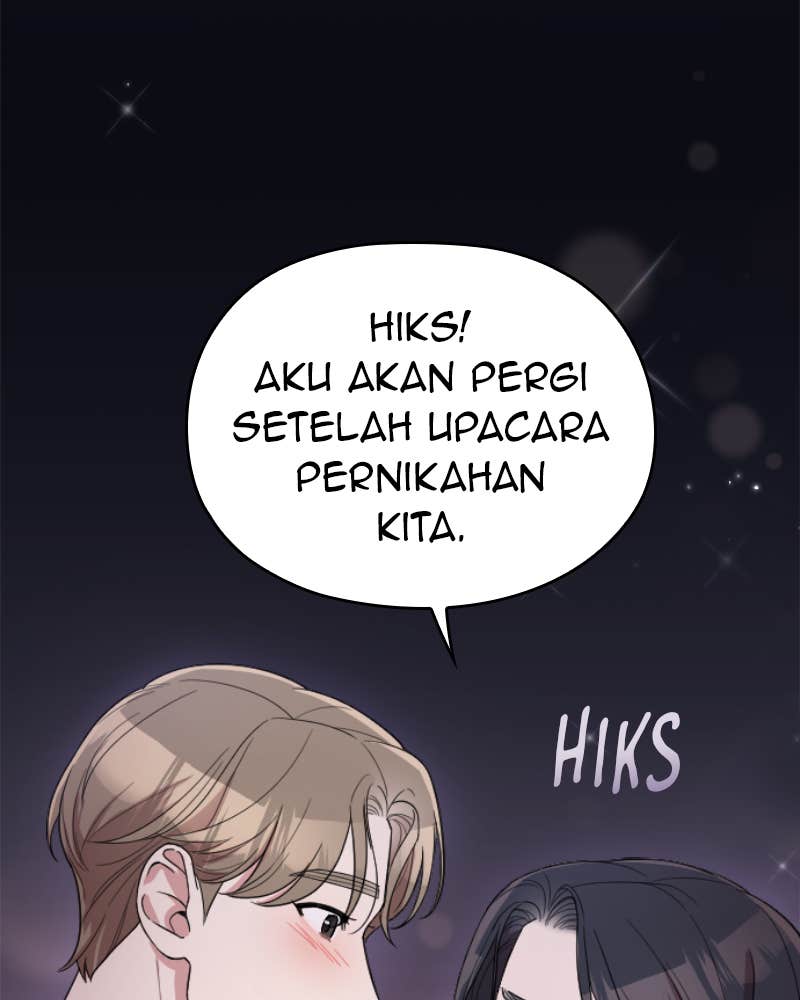 HIKS!
AKU AKAN PERGI
SETELAH UPACARA
PERNIKAHAN
KITA.
HIKS